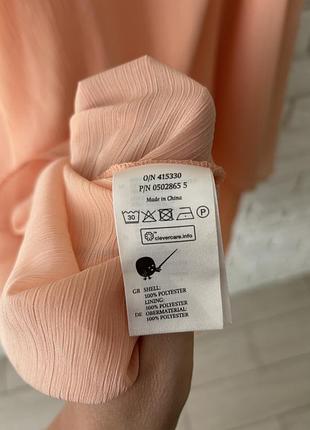 O/N 415330
P/N 0502865 5
Made in China
30 P
clevercare.info
GB SHELL:
100% POLYESTER
LINING:
100% POLYESTER
DE OBERMATERIAL:
100% POLYESTER